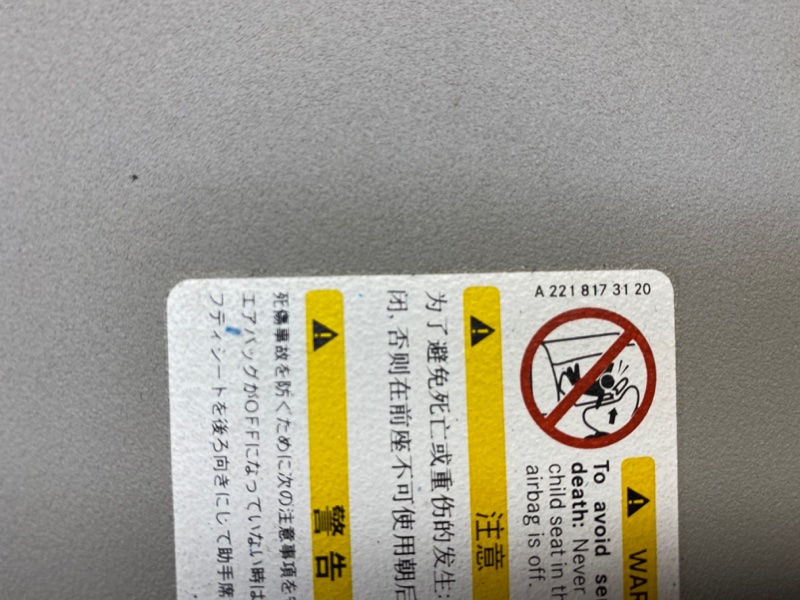 A 221 817 31 20
WAR
To avoid se
death: Never
child seat in th
airbag is off.
注意
为了避免死亡或重伤的发生:
闭, 否则在前座不可使用朝后
警告
死傷事故を防ぐために次の注意事項を
エアバッグがOFFになっていない時は
フティシートを後ろ向きにして助手席